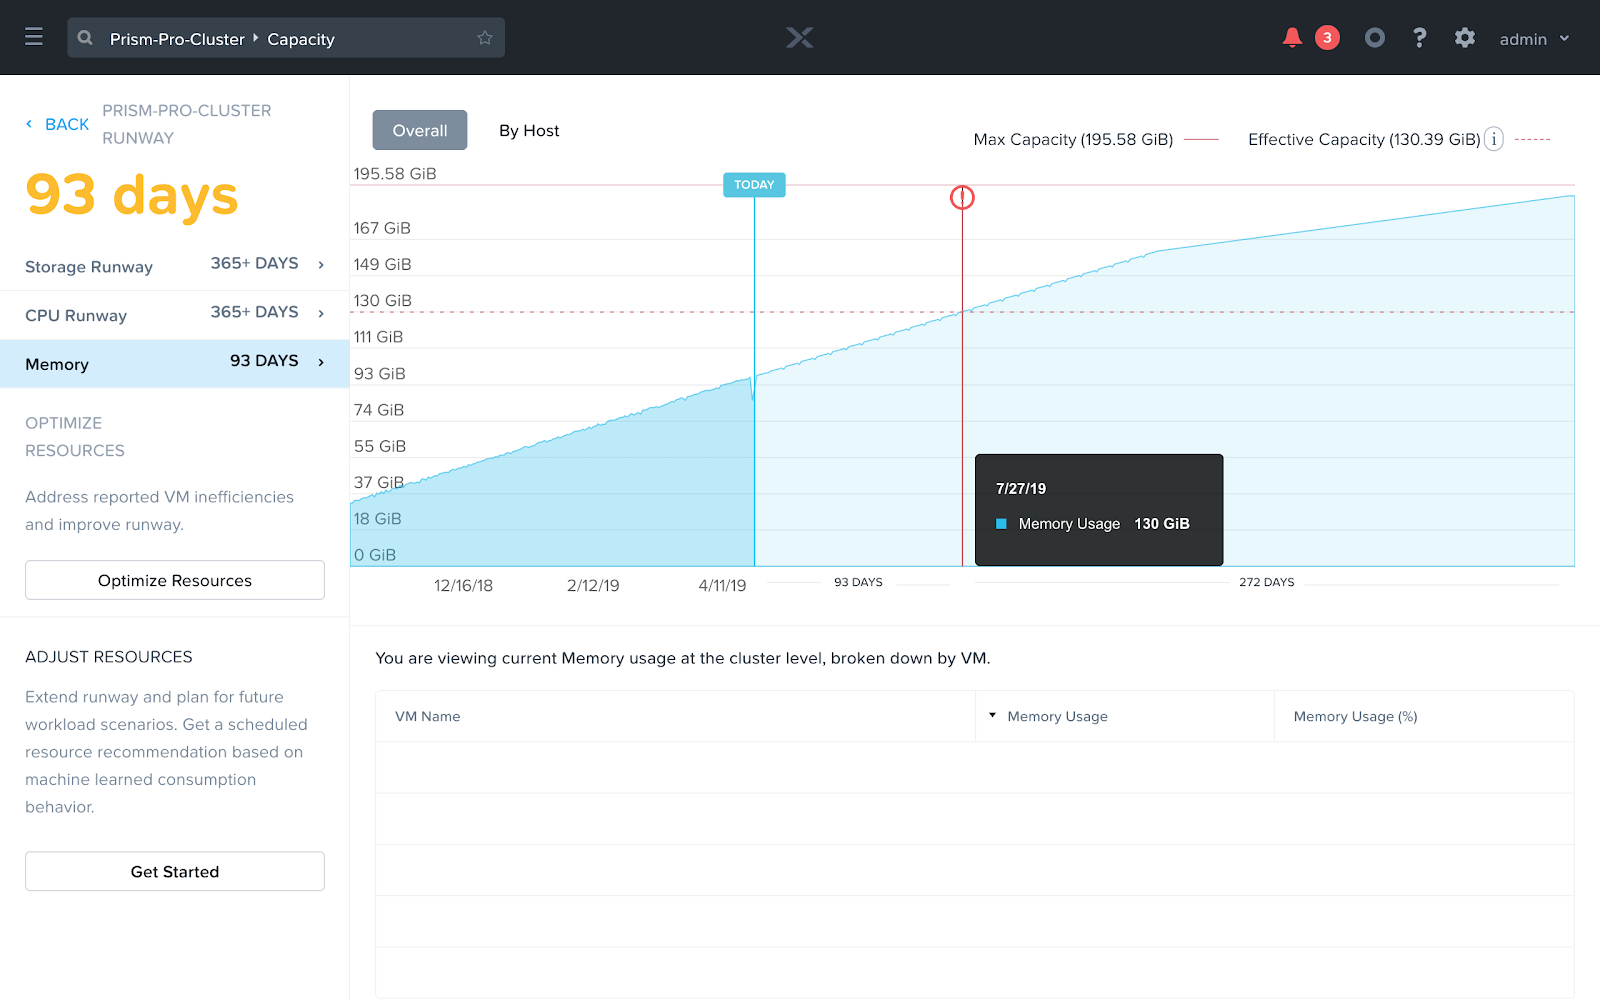 Prism-Pro-Cluster Capacity
3
?
admin
BACK
PRISM-PRO-CLUSTER
RUNWAY
93 days
Storage Runway 365+ DAYS
CPU Runway 365+ DAYS
Memory 93 DAYS
OPTIMIZE
RESOURCES
Address reported VM inefficiencies
and improve runway.
Optimize Resources
ADJUST RESOURCES
Extend runway and plan for future
workload scenarios. Get a scheduled
resource recommendation based on
machine learned consumption
behavior.
Get Started
Overall By Host
Max Capacity (195.58 GiB) Effective Capacity (130.39 GiB) i
195.58 GiB
TODAY
167 GiB
149 GiB
130 GiB
111 GiB
93 GiB
74 GiB
55 GiB
37 GiB
18 GiB
0 GiB
7/27/19
Memory Usage 130 GiB
12/16/18 2/12/19 4/11/19 93 DAYS 272 DAYS
You are viewing current Memory usage at the cluster level, broken down by VM.
VM Name Memory Usage Memory Usage (%)